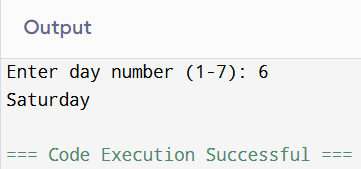 Output
Enter day number (1-7): 6
Saturday
=== Code Execution Successful ===